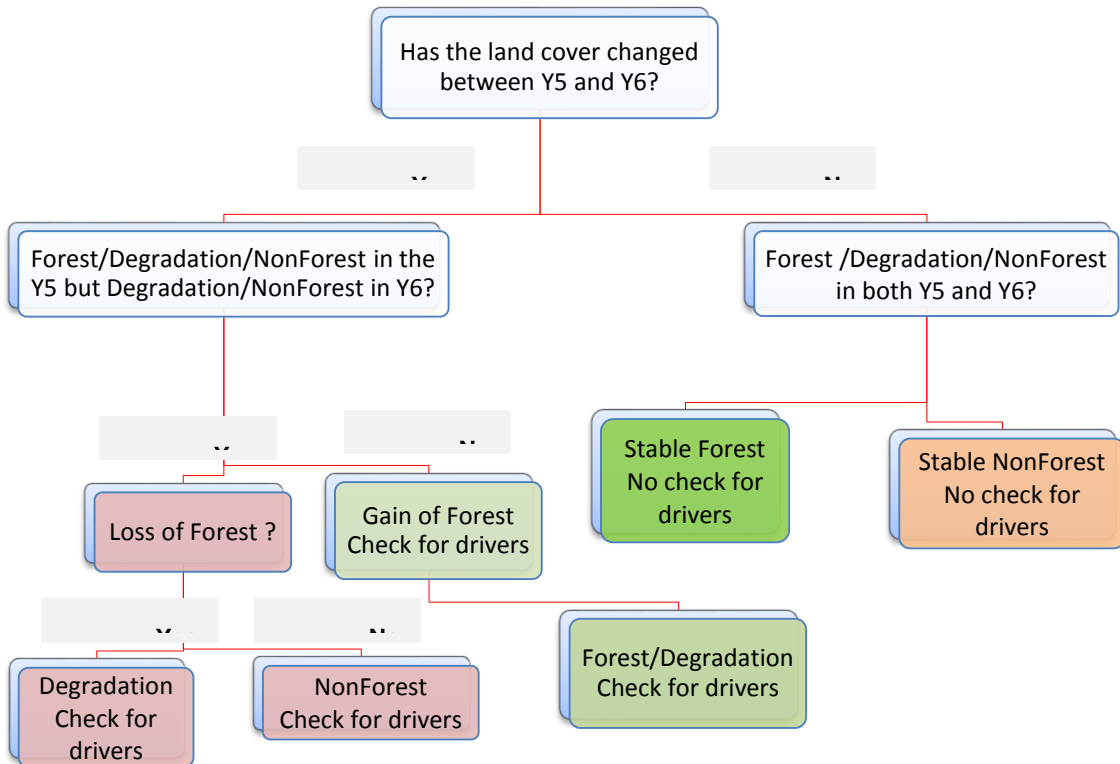 Has the land cover changed
between Y5 and Y6?
Forest/Degradation/NonForest in the
Y5 but Degradation/NonForest in Y6?
Forest /Degradation/NonForest
in both Y5 and Y6?
Stable Forest
No check for
drivers
Stable NonForest
No check for
drivers
Loss of Forest ?
Gain of Forest
Check for drivers
Degradation
Check for
drivers
NonForest
Check for drivers
Forest/Degradation
Check for drivers